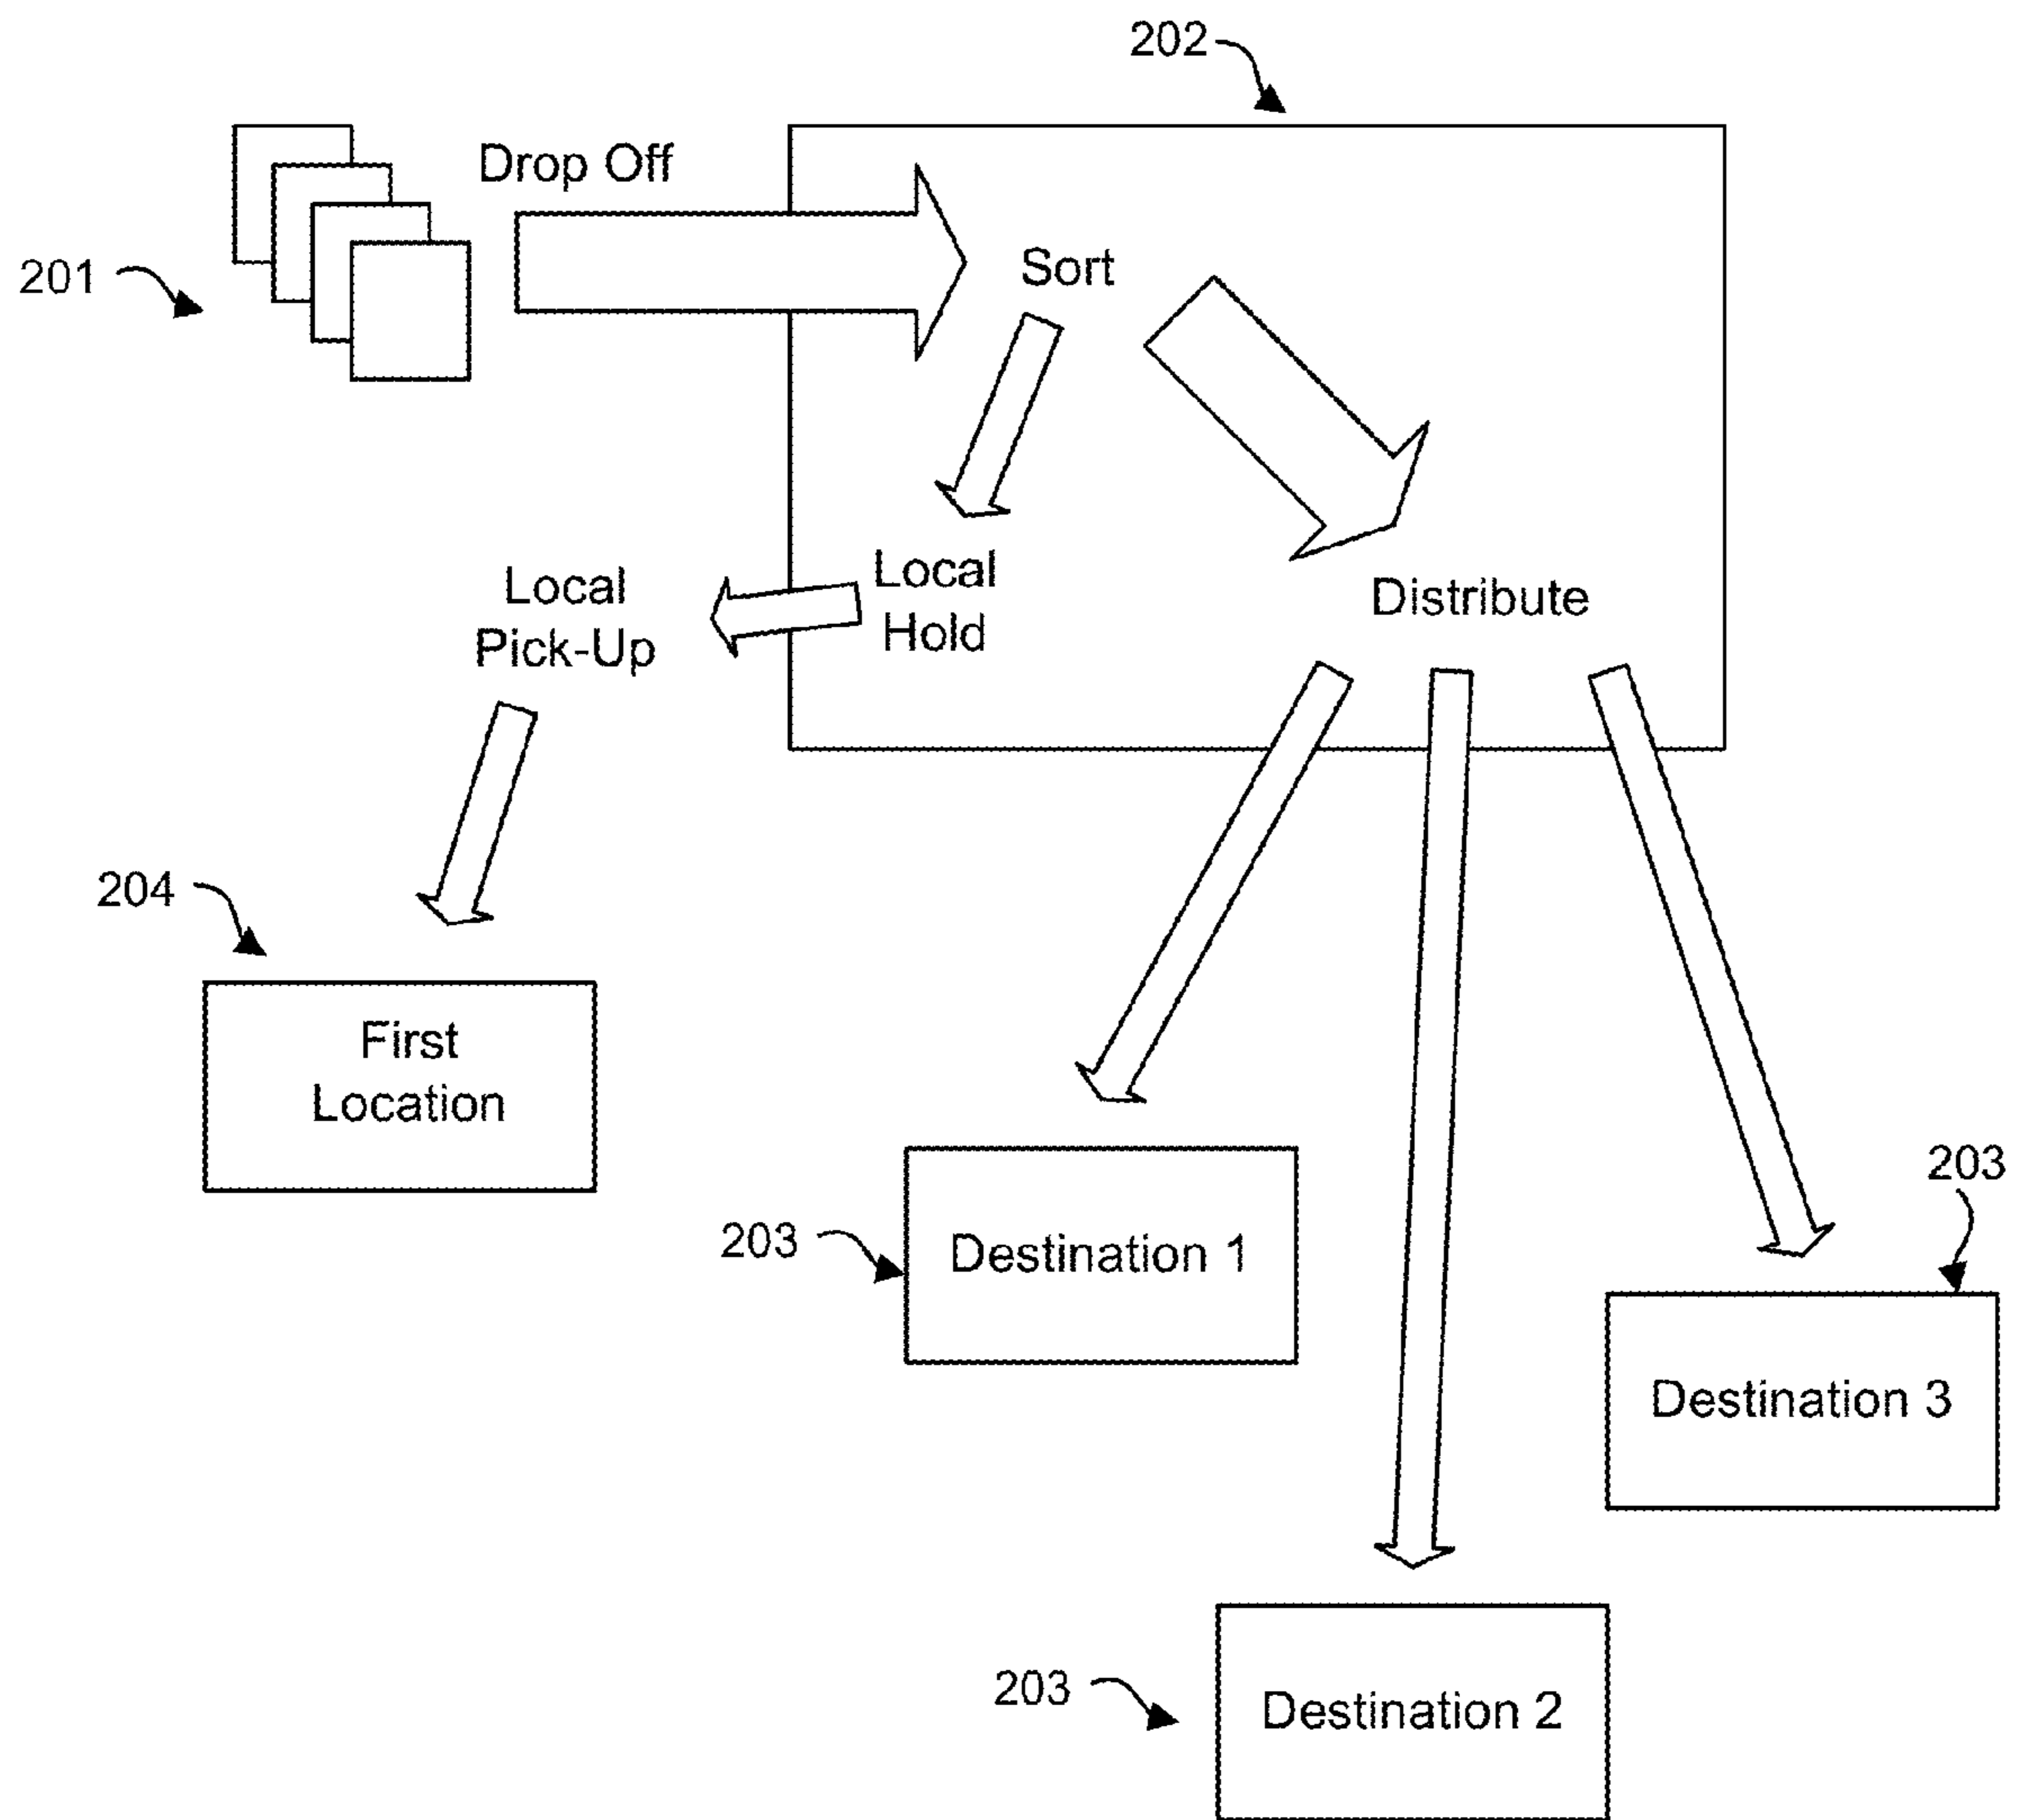 202
Drop Off
201
Sort
Local
Hold
Distribute
Local
Pick-Up
204
First
Location
203
Destination 1
203
Destination 3
203
Destination 2